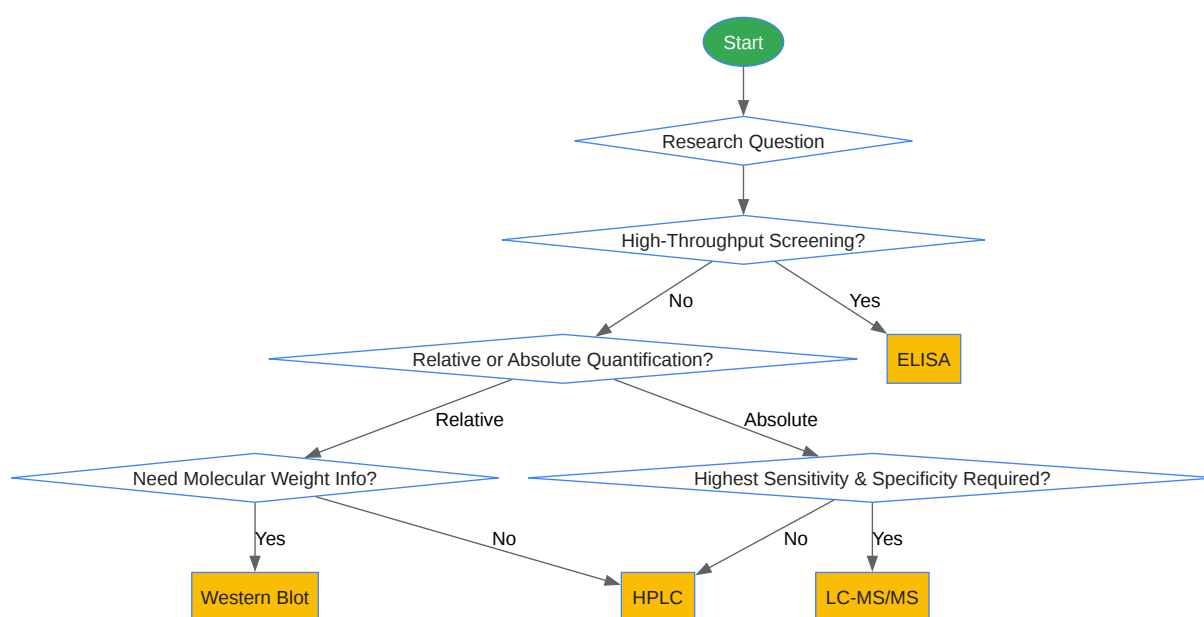 Start
Research Question
High-Throughput Screening?
No
Yes
Relative or Absolute Quantification?
ELISA
Relative
Absolute
Need Molecular Weight Info?
Highest Sensitivity & Specificity Required?
Yes
No
No
Yes
Western Blot
HPLC
LC-MS/MS